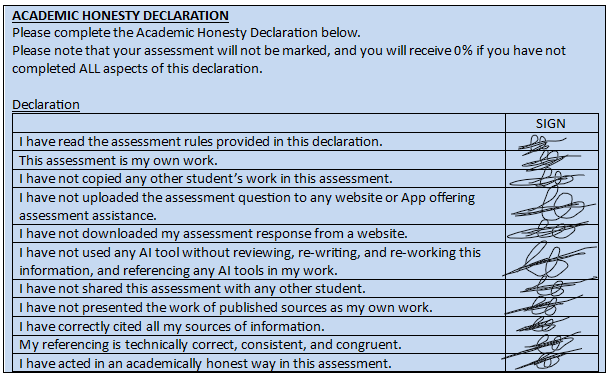 ACADEMIC HONESTY DECLARATION
Please complete the Academic Honesty Declaration below.
Please note that your assessment will not be marked, and you will receive 0% if you have not
completed ALL aspects of this declaration.
Declaration
SIGN
I have read the assessment rules provided in this declaration.
This assessment is my own work.
I have not copied any other student's work in this assessment.
I have not uploaded the assessment question to any website or App offering
assessment assistance.
I have not downloaded my assessment response from a website.
I have not used any AI tool without reviewing, re-writing, and re-working this
information, and referencing any AI tools in my work.
I have not shared this assessment with any other student.
I have not presented the work of published sources as my own work.
I have correctly cited all my sources of information.
My referencing is technically correct, consistent, and congruent.
I have acted in an academically honest way in this assessment.